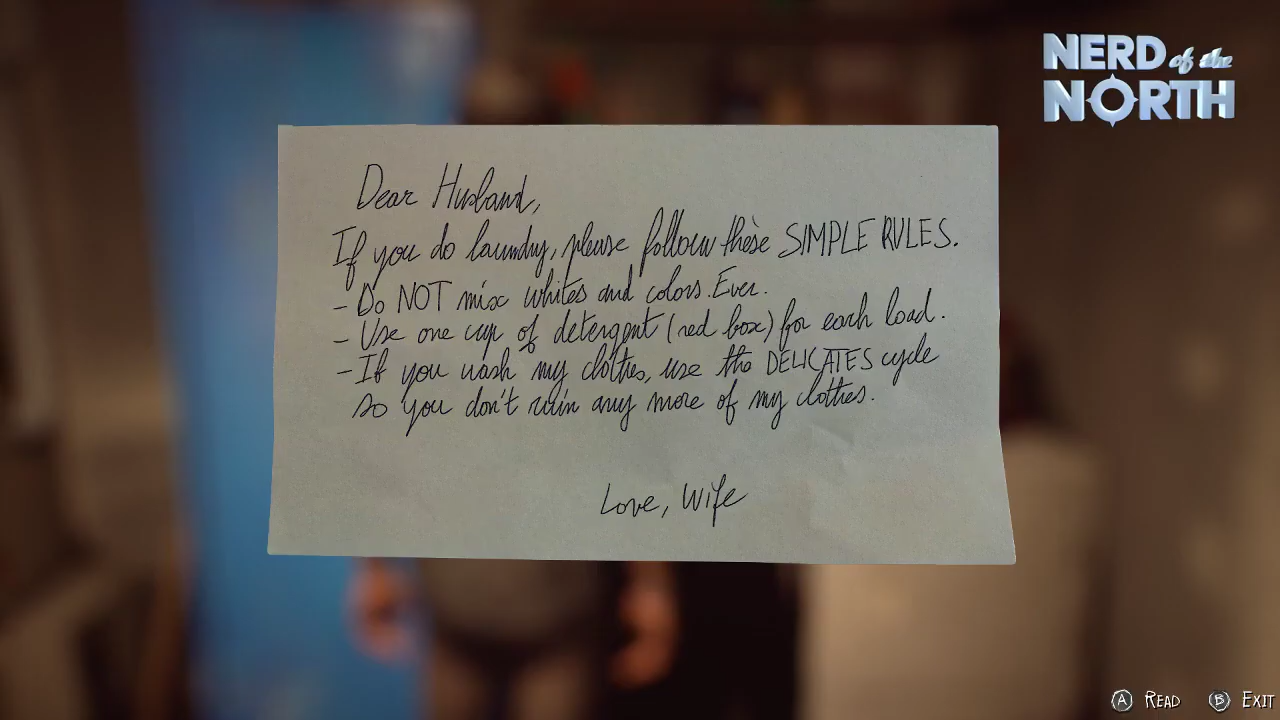 NERD of the
NORTH
Dear Husband,
If you do laundry, please follow these SIMPLE RULES.
- Do NOT mix whites and colors. Ever.
- Use one cup of detergent (red box) for each load.
- If you wash my clothes, use the DELICATES cycle
so you don't ruin any more of my clothes.
Love, Wife
A READ B EXIT